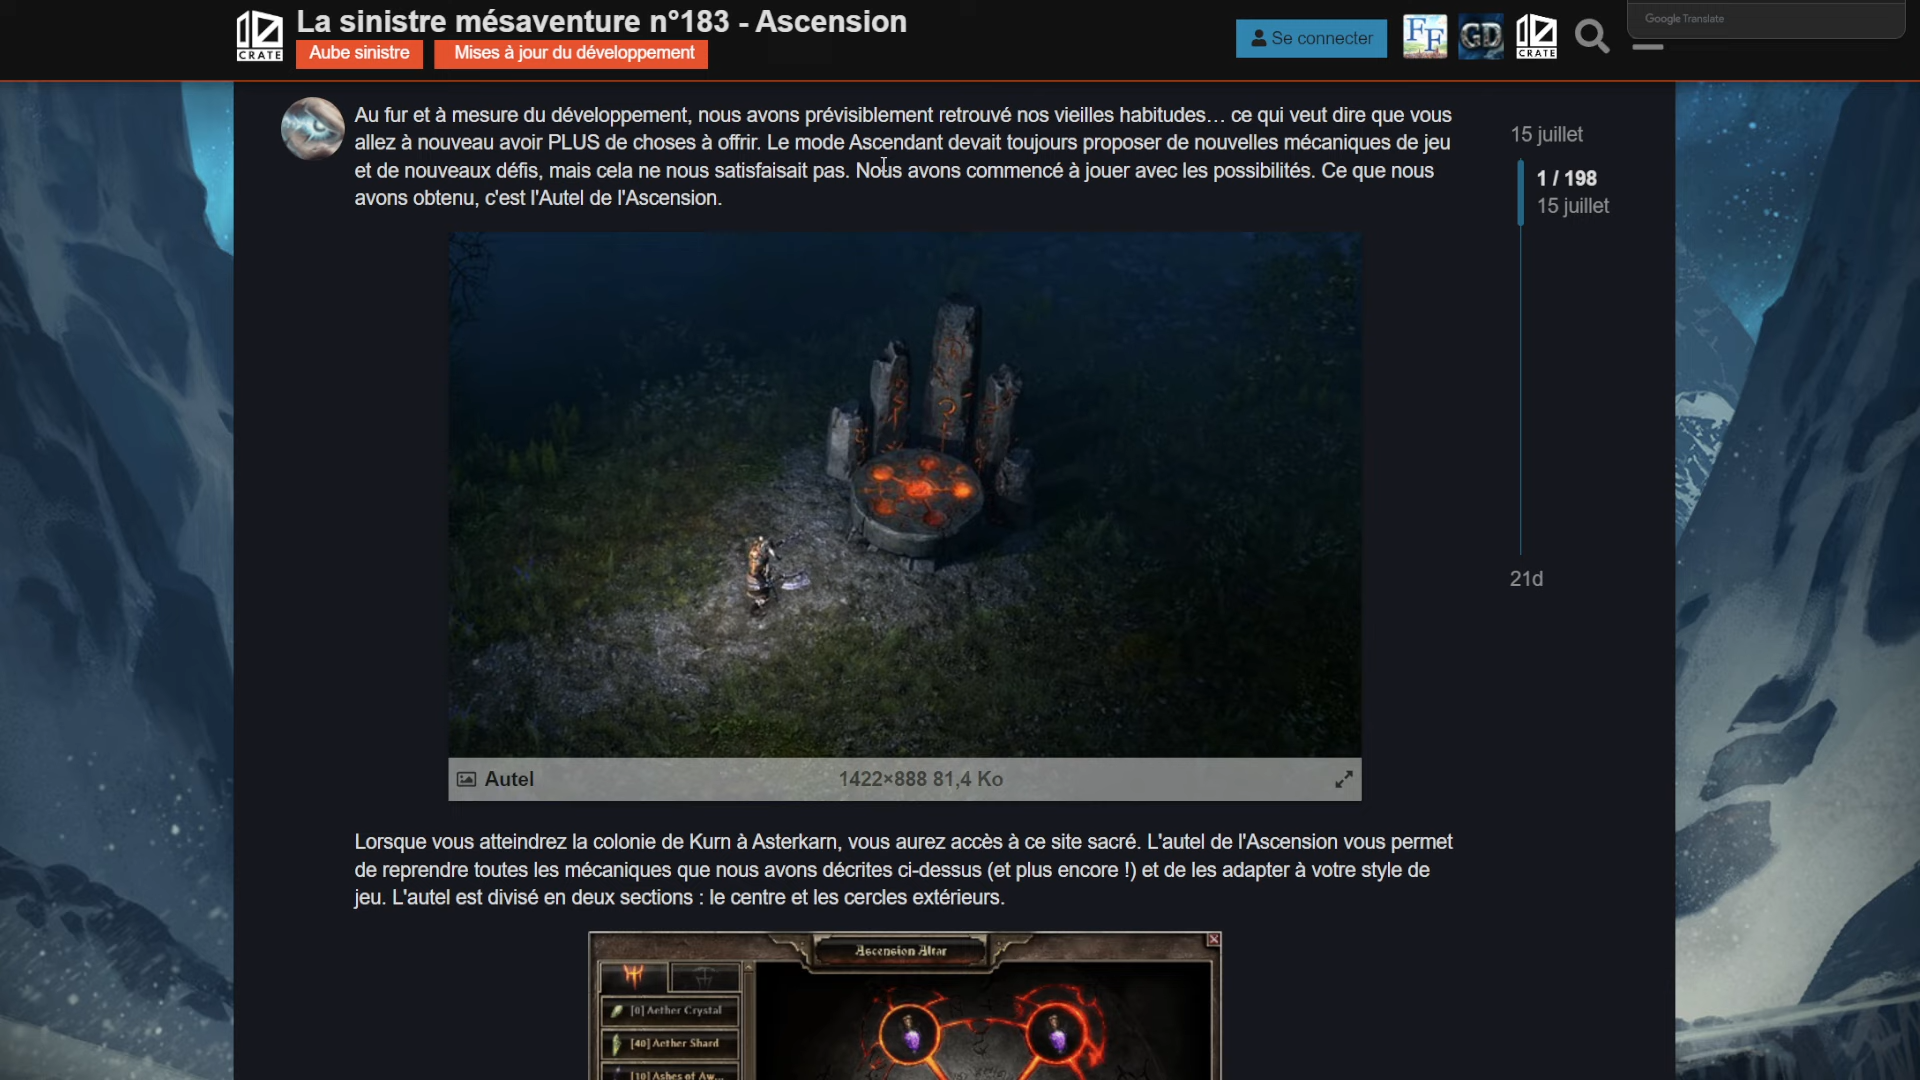 CRATE
La sinistre mésaventure n°183 - Ascension
Aube sinistre
Mises à jour du développement
Se connecter
FF
GD
CRATE
Google Translate
Au fur et à mesure du développement, nous avons prévisiblement retrouvé nos vieilles habitudes… ce qui veut dire que vous
allez à nouveau avoir PLUS de choses à offrir. Le mode Ascendant devait toujours proposer de nouvelles mécaniques de jeu
et de nouveaux défis, mais cela ne nous satisfaisait pas. Nous avons commencé à jouer avec les possibilités. Ce que nous
avons obtenu, c'est l'Autel de l'Ascension.
15 juillet
1 / 198
15 juillet
21d
Autel
1422×888 81,4 Ko
Lorsque vous atteindrez la colonie de Kurn à Asterkarn, vous aurez accès à ce site sacré. L'autel de l'Ascension vous permet
de reprendre toutes les mécaniques que nous avons décrites ci-dessus (et plus encore !) et de les adapter à votre style de
jeu. L'autel est divisé en deux sections : le centre et les cercles extérieurs.
Ascension Altar
[0] Aether Crystal
[40] Aether Shard
[10] Ashes of Aw...